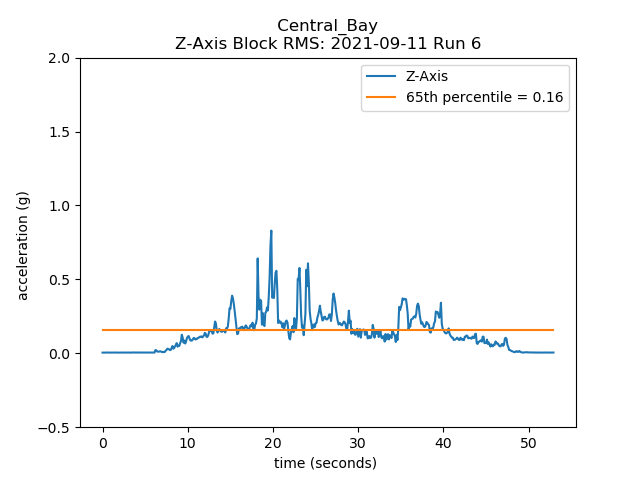 Central_Bay
Z-Axis Block RMS: 2021-09-11 Run 6
2.0
1.5
1.0
0.5
0.0
−0.5
acceleration (g)
Z-Axis
65th percentile = 0.16
0 10 20 30 40 50
time (seconds)